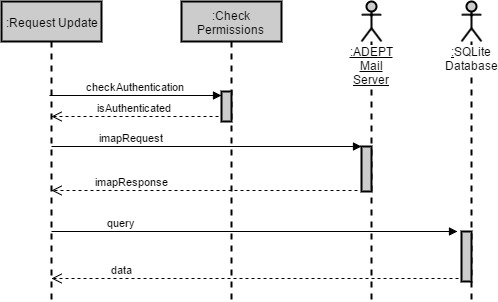 :Request Update
:Check
Permissions
:ADEPT
Mail
Server
:SQLite
Database
checkAuthentication
isAuthenticated
imapRequest
imapResponse
query
data